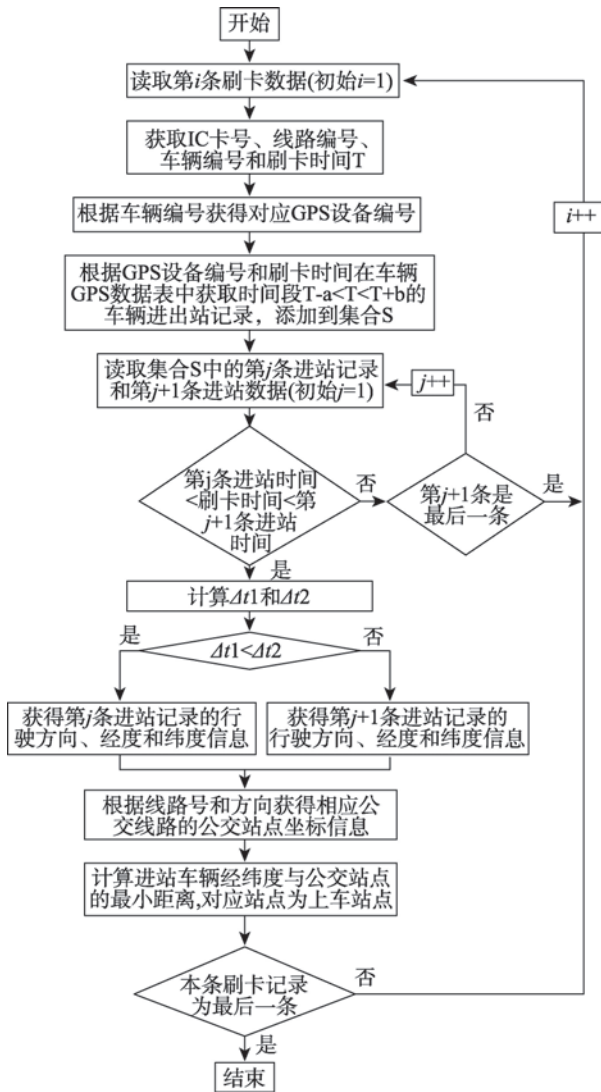 开始
读取第i条刷卡数据(初始i=1)
获取IC卡号、线路编号、
车辆编号和刷卡时间T
i++
根据车辆编号获得对应GPS设备编号
根据GPS设备编号和刷卡时间在车辆
GPS数据表中获取时间段T-a<T<T+b的
车辆进出站记录，添加到集合S
读取集合S中的第j条进站记录
和第j+1条进站数据(初始j=1)
j++
否
第j条进站时间
<刷卡时间<第
j+1条进站
时间
否
第j+1条是
最后一条
是
是
计算Δt1和Δt2
是
Δt1<Δt2
否
获得第j条进站记录的行
驶方向、经度和纬度信息
获得第j+1条进站记录的
行驶方向、经度和纬度信息
根据线路号和方向获得相应公
交线路的公交站点坐标信息
计算进站车辆经纬度与公交站点
的最小距离,对应站点为上车站点
本条刷卡记录
为最后一条
否
是
结束